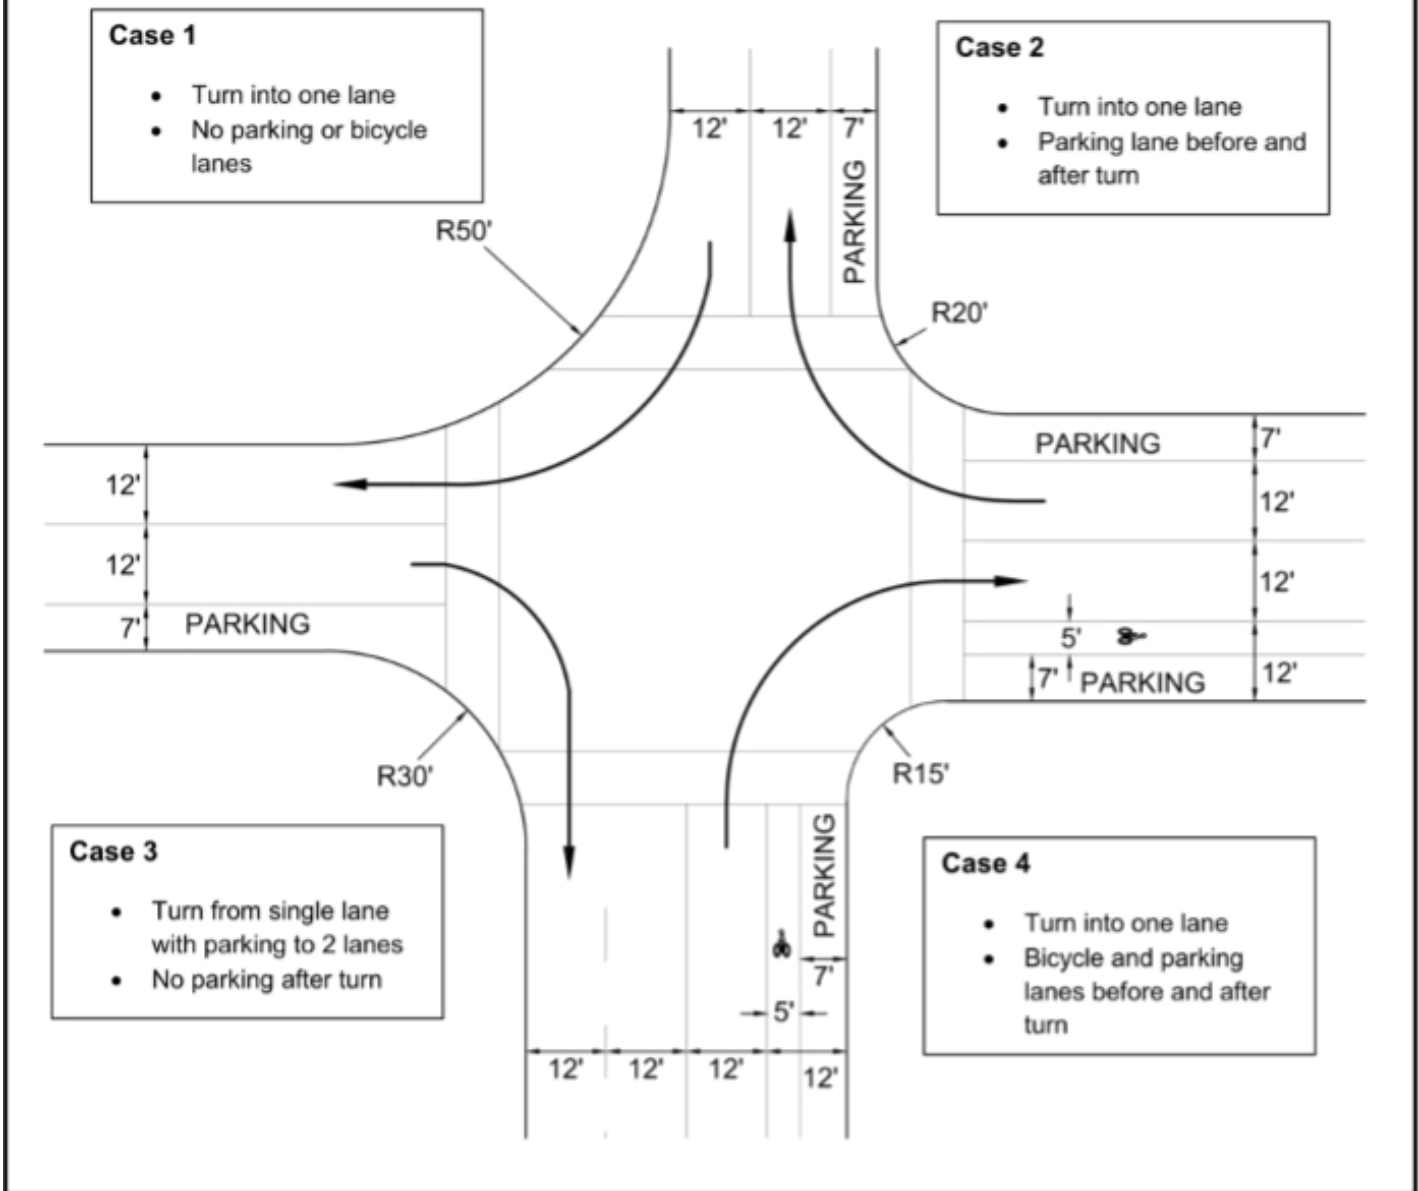 Case 1
• Turn into one lane
• No parking or bicycle
lanes
Case 2
• Turn into one lane
• Parking lane before and
after turn
12' 12' 7'
PARKING
R50'
R20'
12'
12'
7' PARKING
PARKING 7'
12'
12'
5'
7' PARKING 12'
R30'
R15'
Case 3
• Turn from single lane
with parking to 2 lanes
• No parking after turn
PARKING
7'
5'
12' 12' 12' 12'
Case 4
• Turn into one lane
• Bicycle and parking
lanes before and after
turn